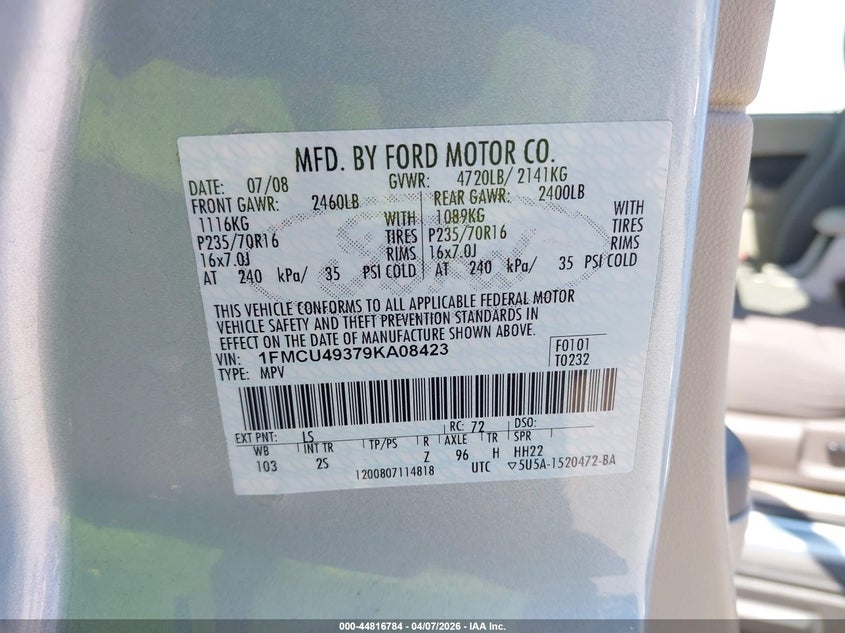 MFD. BY FORD MOTOR CO.
DATE: 07/08 GVWR: 4720LB/ 2141KG
FRONT GAWR: 2460LB REAR GAWR: 2400LB
1116KG WITH 1089KG WITH
P235/70R16 TIRES P235/70R16 TIRES
16x7.0J RIMS 16x7.0J RIMS
AT 240 kPa/ 35 PSI COLD AT 240 kPa/ 35 PSI COLD
THIS VEHICLE CONFORMS TO ALL APPLICABLE FEDERAL MOTOR
VEHICLE SAFETY AND THEFT PREVENTION STANDARDS IN
EFFECT ON THE DATE OF MANUFACTURE SHOWN ABOVE.
VIN: 1FMCU49379KA08423 F0101
TYPE: MPV T0232
EXT PNT: LS RC: 72 DSO:
WB INT TR TP/PS R AXLE TR SPR
103 2S Z 96 H HH22
1200807114818 UTC ▽5U5A-1520472-BA
000-44816784 | 04/07/2026 | IAA Inc.